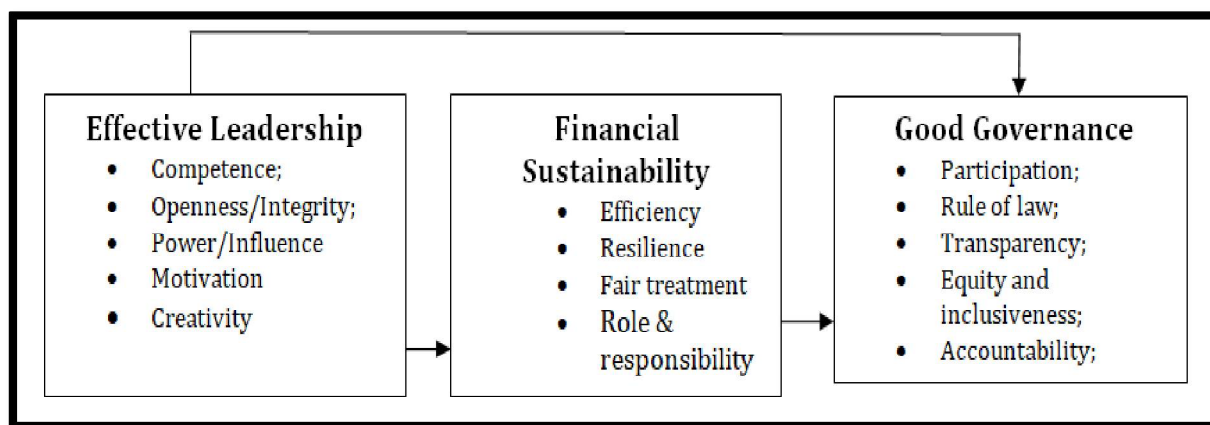 Effective Leadership
• Competence;
• Openness/Integrity;
• Power/Influence
• Motivation
• Creativity
Financial
Sustainability
• Efficiency
• Resilience
• Fair treatment
• Role &
responsibility
Good Governance
• Participation;
• Rule of law;
• Transparency;
• Equity and
inclusiveness;
• Accountability;